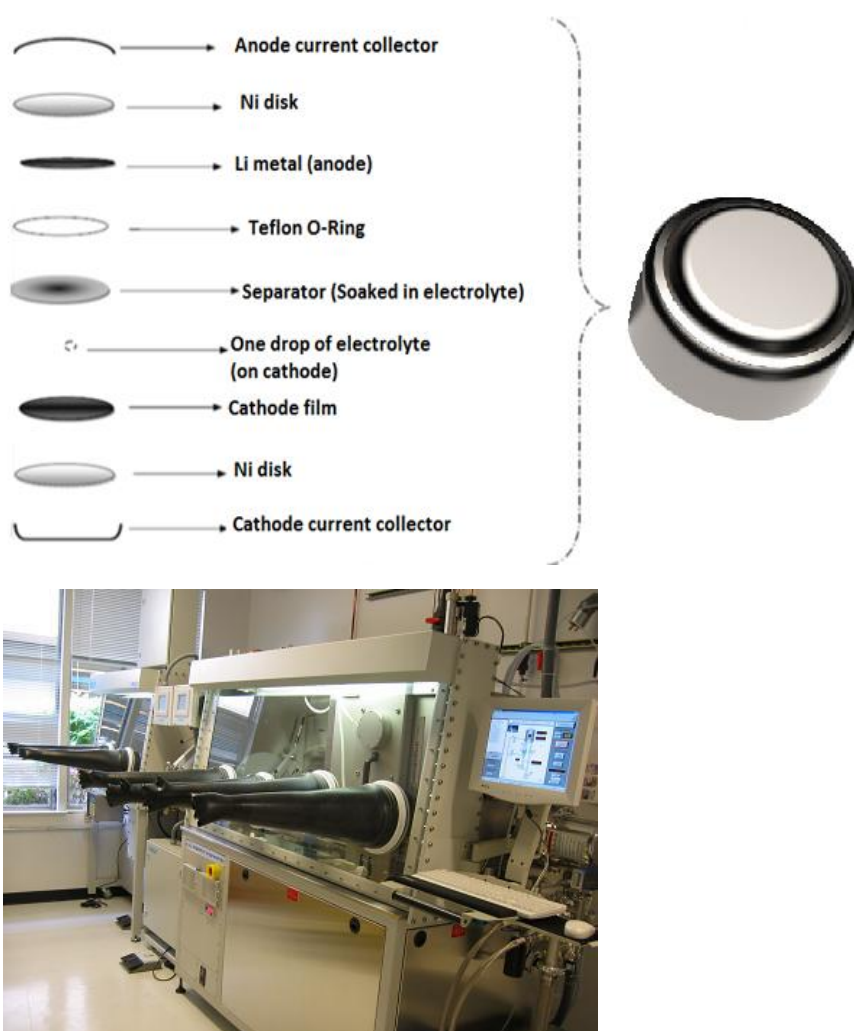 Anode current collector
Ni disk
Li metal (anode)
Teflon O-Ring
Separator (Soaked in electrolyte)
One drop of electrolyte
(on cathode)
Cathode film
Ni disk
Cathode current collector